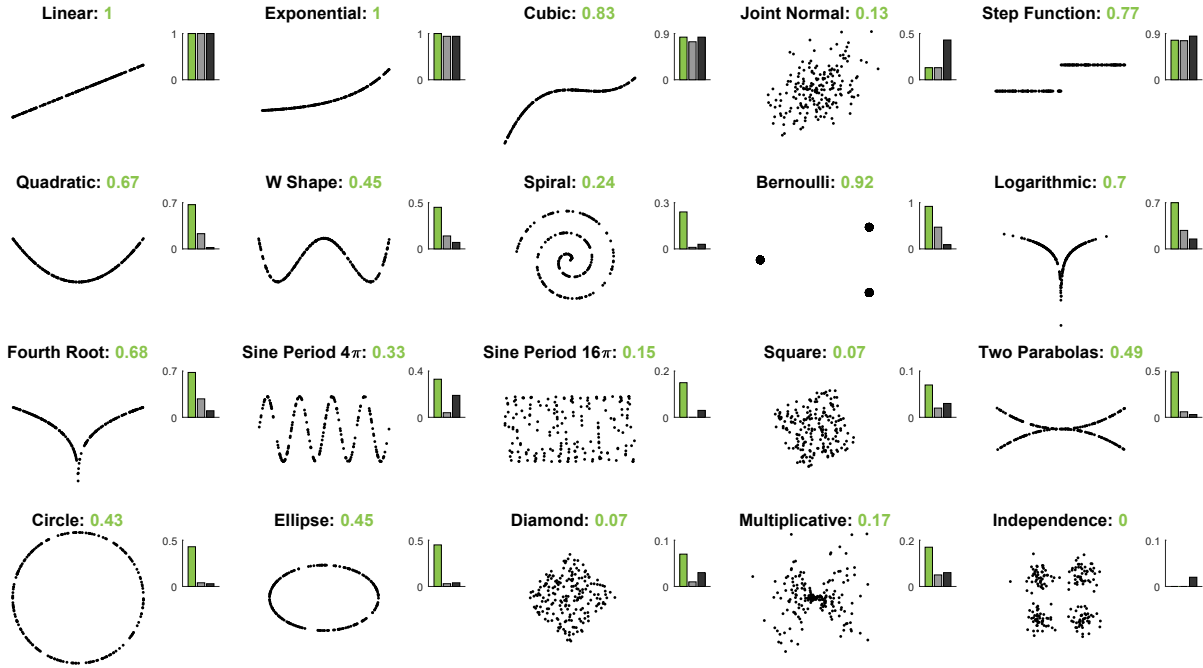 Linear: 1
1
0
Exponential: 1
1
0
Cubic: 0.83
0.9
0
Joint Normal: 0.13
0.5
0
Step Function: 0.77
0.9
0
Quadratic: 0.67
0.7
0
W Shape: 0.45
0.5
0
Spiral: 0.24
0.3
0
Bernoulli: 0.92
1
0
Logarithmic: 0.7
0.7
0
Fourth Root: 0.68
0.7
0
Sine Period 4π: 0.33
0.4
0
Sine Period 16π: 0.15
0.2
0
Square: 0.07
0.1
0
Two Parabolas: 0.49
0.5
0
Circle: 0.43
0.5
0
Ellipse: 0.45
0.5
0
Diamond: 0.07
0.1
0
Multiplicative: 0.17
0.2
0
Independence: 0
0.1
0